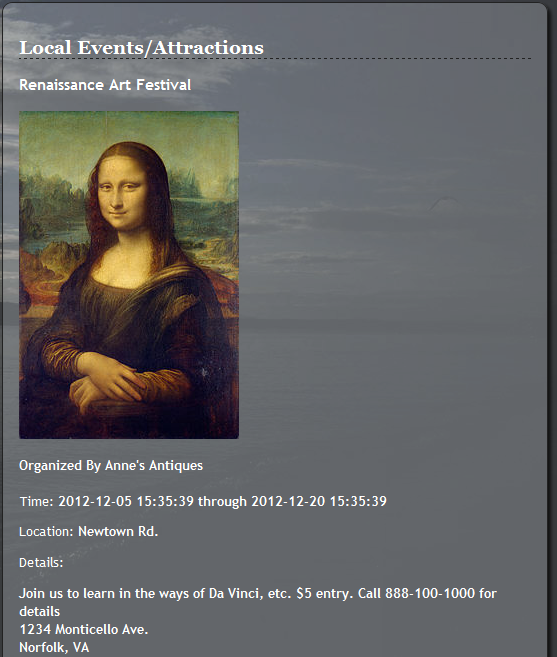 Local Events/Attractions
Renaissance Art Festival
Organized By Anne's Antiques
Time: 2012-12-05 15:35:39 through 2012-12-20 15:35:39
Location: Newtown Rd.
Details:
Join us to learn in the ways of Da Vinci, etc. $5 entry. Call 888-100-1000 for
details
1234 Monticello Ave.
Norfolk, VA